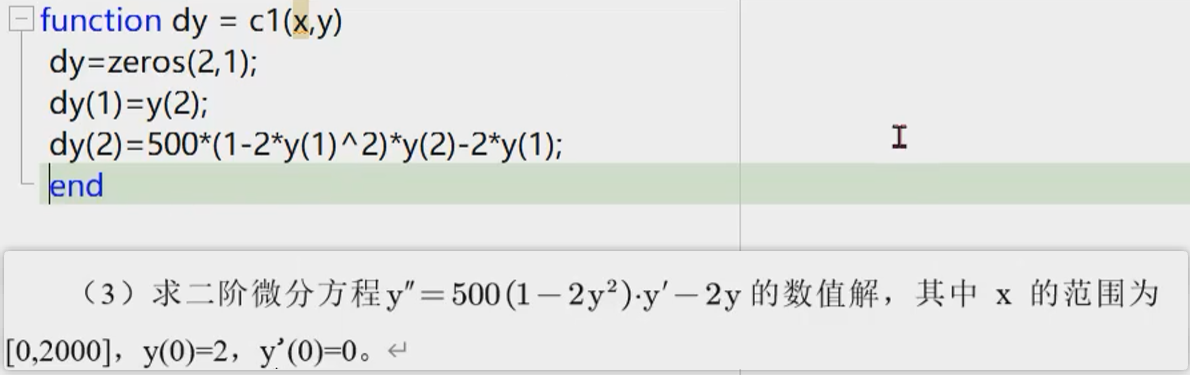 function dy = c1(x,y)
dy=zeros(2,1);
dy(1)=y(2);
dy(2)=500*(1-2*y(1)^2)*y(2)-2*y(1);
end
（3）求二阶微分方程y″=500(1−2y²)·y′−2y 的数值解，其中 x 的范围为
[0,2000]，y(0)=2，y’(0)=0。↵